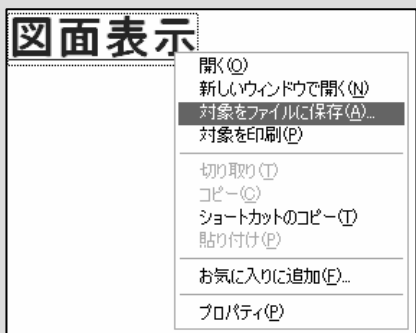 図面表示
開く(O)
新しいウィンドウで開く(N)
対象をファイルに保存(A)...
対象を印刷(P)
切り取り(T)
コピー(C)
ショートカットのコピー(T)
貼り付け(P)
お気に入りに追加(F)...
プロパティ(P)